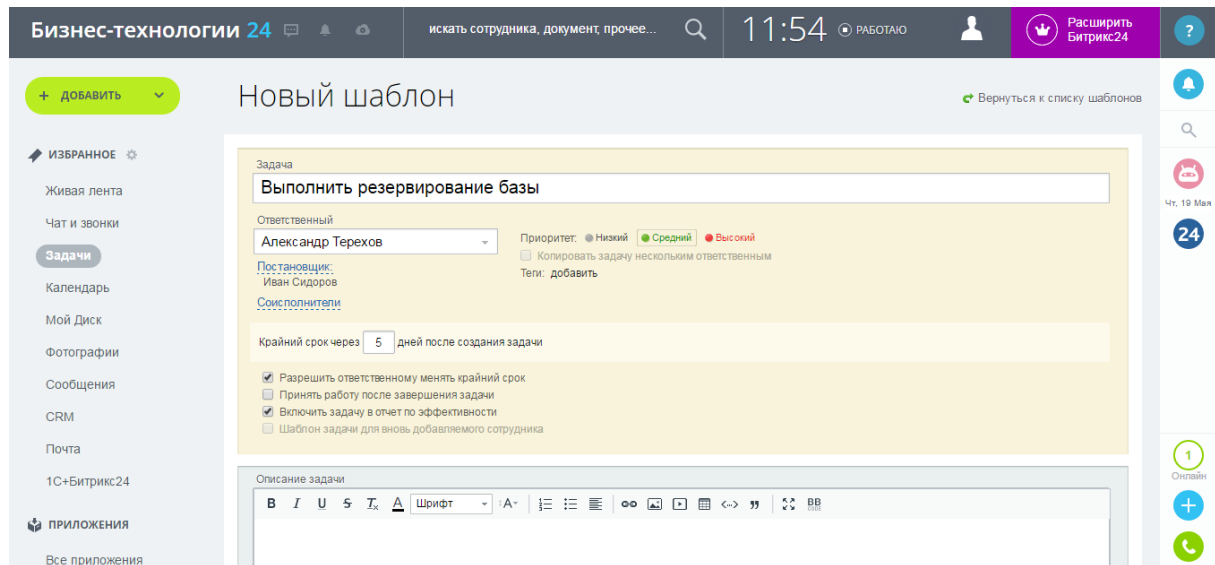 Бизнес-технологии 24
искать сотрудника, документ, прочее...
11:54 РАБОТАЮ
Расширить
Битрикс24
?
+ ДОБАВИТЬ
Новый шаблон
Вернуться к списку шаблонов
ИЗБРАННОЕ
Живая лента
Чат и звонки
Задачи
Календарь
Мой Диск
Фотографии
Сообщения
CRM
Почта
1С+Битрикс24
ПРИЛОЖЕНИЯ
Все приложения
Задача
Выполнить резервирование базы
Ответственный
Александр Терехов
Постановщик:
Иван Сидоров
Соисполнители
Приоритет: Низкий Средний Высокий
Копировать задачу нескольким ответственным
Теги: добавить
Крайний срок через 5 дней после создания задачи
Разрешить ответственному менять крайний срок
Принять работу после завершения задачи
Включить задачу в отчет по эффективности
Шаблон задачи для вновь добавляемого сотрудника
Описание задачи
B I U S Tx A Шрифт A BB CODE
Чт, 19 Мая
24
1
Онлайн